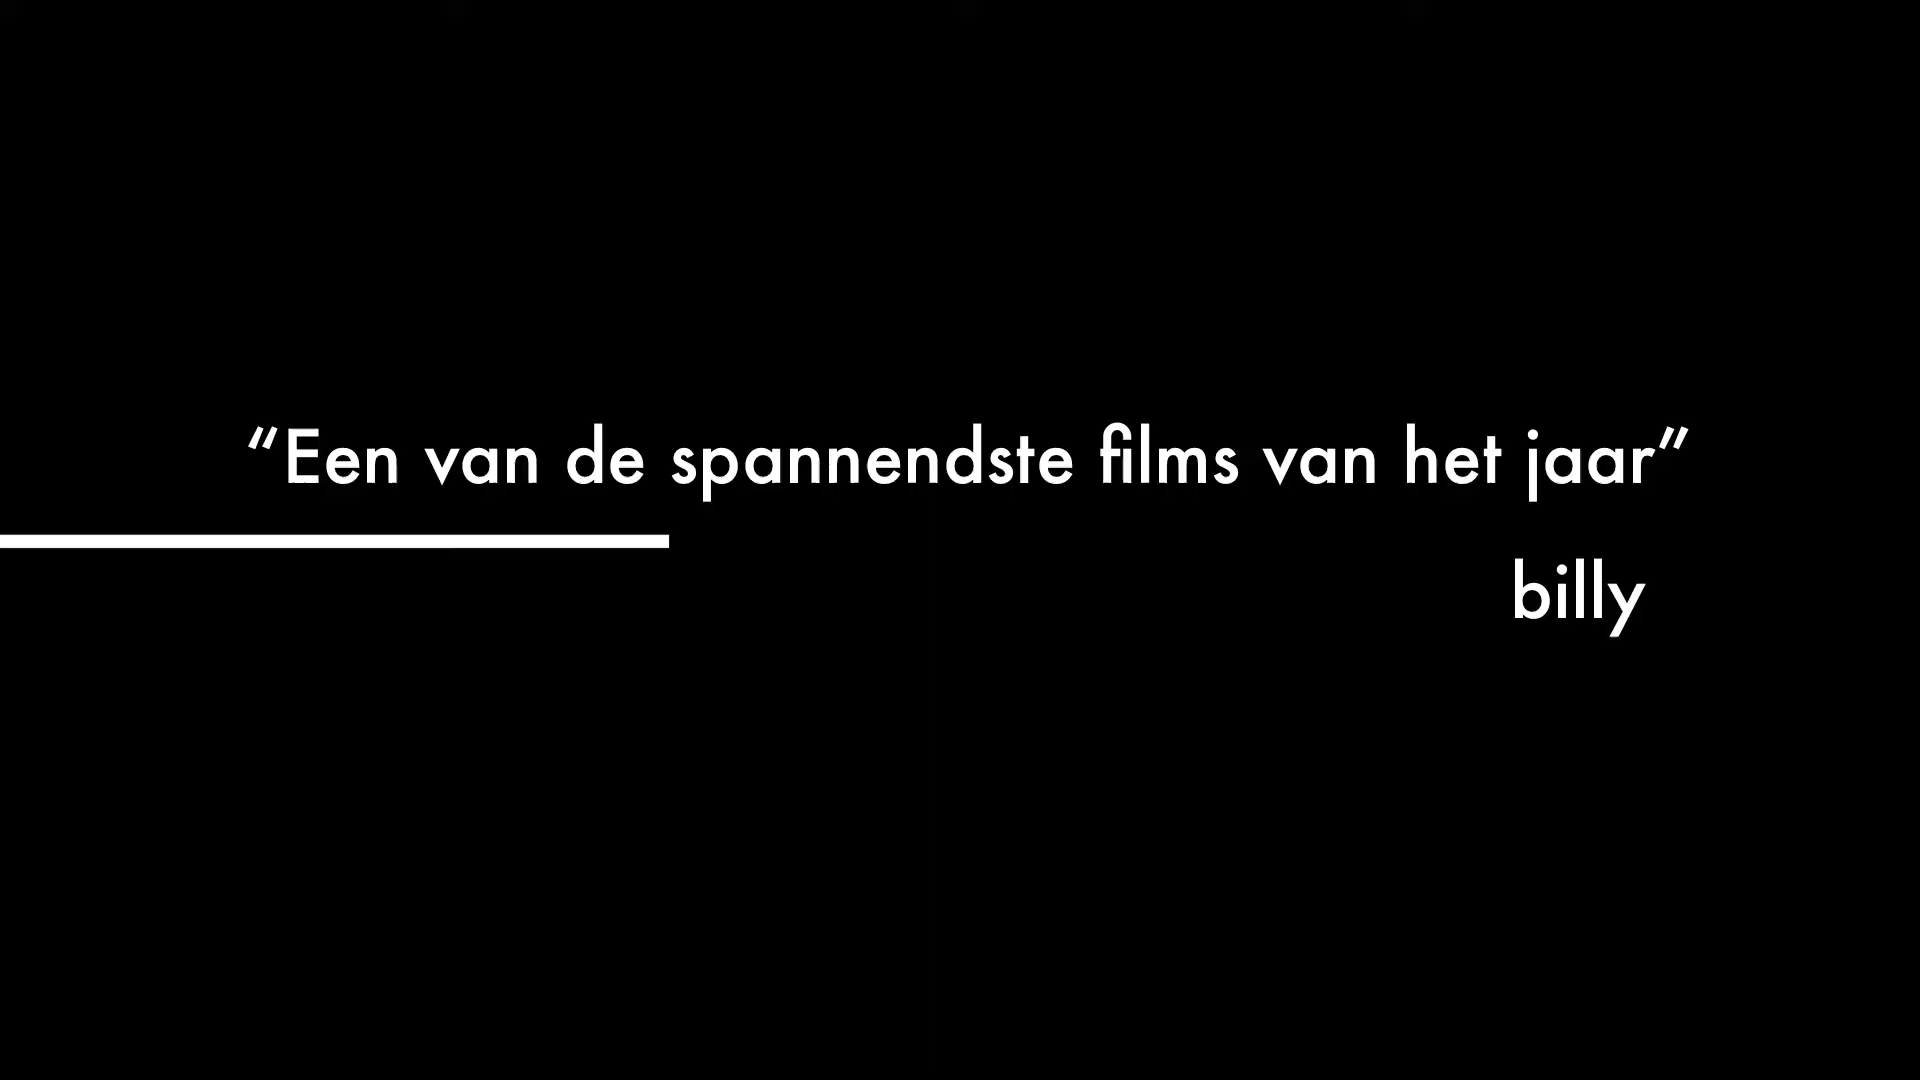 “Een van de spannendste films van het jaar”
billy